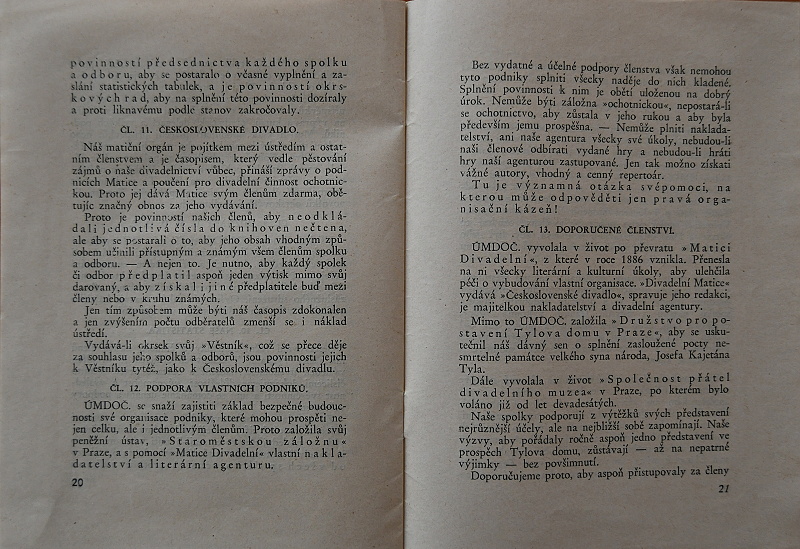 povinností předsednictva každého spolku
a odboru, aby se postaralo o včasné vyplnění a za-
slání statistických tabulek, a je povinností okrs-
kových rad, aby na splnění této povinnosti dozíraly
a proti liknavému podle stanov zakročovaly.
ČL. 11. ČESKOSLOVENSKÉ DIVADLO.
Náš matiční orgán je pojítkem mezi ústředím a ostat-
ním členstvem a je časopisem, který vedle pěstování
zájmů o naše divadelnictví vůbec, přináší zprávy o pod-
nicích Matice a poučení pro divadelní činnost ochotnic-
kou. Proto jej dává Matice svým členům zdarma, obě-
tujíc značný obnos za jeho vydávání.
Proto je povinností našich členů, aby neodklá-
dali jednotlivá čísla do knihoven nečtena,
ale aby se postarali o to, aby jeho obsah vhodným způ-
sobem učinili přístupným a známým všem členům spolku
a odboru. — A nejen to. Je nutno, aby každý spolek
či odbor předplatil aspoň jeden výtisk mimo svůj
darovaný, a aby získal i jiné předplatitele buď mezi
členy nebo v kruhu známých.
Jen tím způsobem může býti náš časopis zdokonalen
a jen zvýšením počtu odběratelů zmenší se i náklad
ústředí.
Vydává-li okrsek svůj »Věstník«, což se přece děje
za souhlasu jeho spolků a odborů, jsou povinnosti jejich
k Věstníku tytéž, jako k Československému divadlu.
ČL. 12. PODPORA VLASTNÍCH PODNIKŮ.
ÚMDOČ. se snaží zajistiti základ bezpečné budouc-
nosti své organisace podniky, které mohou prospěti ne-
jen celku, ale i jednotlivým členům. Proto založila svůj
peněžní ústav, »Staroměstskou záložnu«
v Praze, a s pomocí »Matice Divadelní« vlastní nakla-
datelství a literární agenturu.
20
Bez vydatné a účelné podpory členstva však nemohou
tyto podniky splniti všecky naděje do nich kladené.
Splnění povinnosti k nim je obětí uloženou na dobrý
úrok. Nemůže býti záložna »ochotnickou«, nepostará-li
se ochotnictvo, aby zůstala v jeho rukou a aby byla
především jemu prospěšna. — Nemůže plniti naklada-
telství, ani naše agentura všecky své úkoly, nebudou-li
naši členové odbírati vydané hry a nebudou-li hráti
hry naší agenturou zastupované. Jen tak možno získati
vážné autory, vhodný a cenný repertoár.
Tu je významná otázka svépomoci, na
kterou může odpověděti jen pravá orga-
nisační kázeň!
ČL. 13. DOPORUČENÉ ČLENSTVÍ.
ÚMDOČ. vyvolala v život po převratu »Matici
Divadelní«, z které v roce 1886 vznikla. Přenesla
na ni všecky literární a kulturní úkoly, aby ulehčila
péči o vybudování vlastní organisace. »Divadelní Matice«
vydává »Československé divadlo«, spravuje jeho redakci,
je majitelkou nakladatelství a divadelní agentury.
Mimo to ÚMDOČ. založila »Družstvo pro po-
stavení Tylova domu v Praze«, aby se usku-
tečnil náš dávný sen o splnění zasloužené pocty ne-
smrtelné památce velkého syna národa, Josefa Kajetána
Tyla.
Dále vyvolala v život »Společnost přátel
divadelního musea« v Praze, po kterém bylo
voláno již od let devadesátých.
Naše spolky podporují z výtěžků svých představení
nejrůznější účely, ale na nejbližší sobě zapomínají. Naše
výzvy, aby pořádaly ročně aspoň jedno představení ve
prospěch Tylova domu, zůstávají — až na nepatrné
výjimky — bez povšimnutí.
Doporučujeme proto, aby aspoň přistupovaly za členy
21